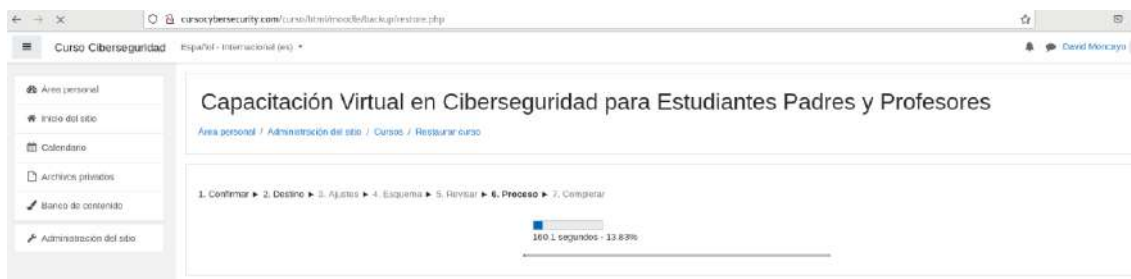 cursocybersecurity.com/curso/html/moodle/backup/restore.php
Curso Ciberseguridad Español - Internacional (es)
David Moncayo
Área personal
Inicio del sitio
Calendario
Archivos privados
Banco de contenido
Administración del sitio
Capacitación Virtual en Ciberseguridad para Estudiantes Padres y Profesores
Área personal / Administración del sitio / Cursos / Restaurar curso
1. Confirmar ► 2. Destino ► 3. Ajustes ► 4. Esquema ► 5. Revisar ► 6. Proceso ► 7. Completar
160.1 segundos - 13.83%